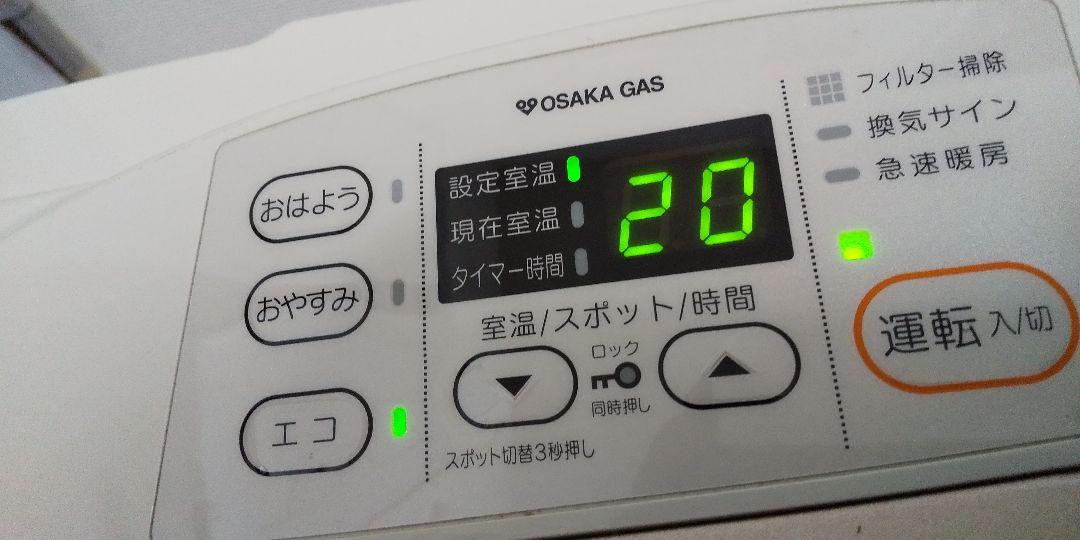 OSAKA GAS
おはよう
おやすみ
エコ
設定室温
現在室温
タイマー時間
20
室温/スポット/時間
ロック
同時押し
スポット切替3秒押し
フィルター掃除
換気サイン
急速暖房
運転 入/切